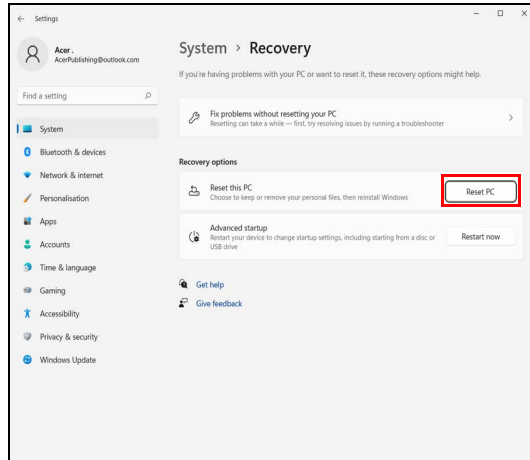 Settings
Acer .
AcerPublishing@outlook.com
Find a setting
System
Bluetooth & devices
Network & internet
Personalisation
Apps
Accounts
Time & language
Gaming
Accessibility
Privacy & security
Windows Update
System > Recovery
If you're having problems with your PC or want to reset it, these recovery options might help.
Fix problems without resetting your PC
Resetting can take a while — first, try resolving issues by running a troubleshooter
Recovery options
Reset this PC
Choose to keep or remove your personal files, then reinstall Windows
Reset PC
Advanced startup
Restart your device to change startup settings, including starting from a disc or
USB drive
Restart now
Get help
Give feedback